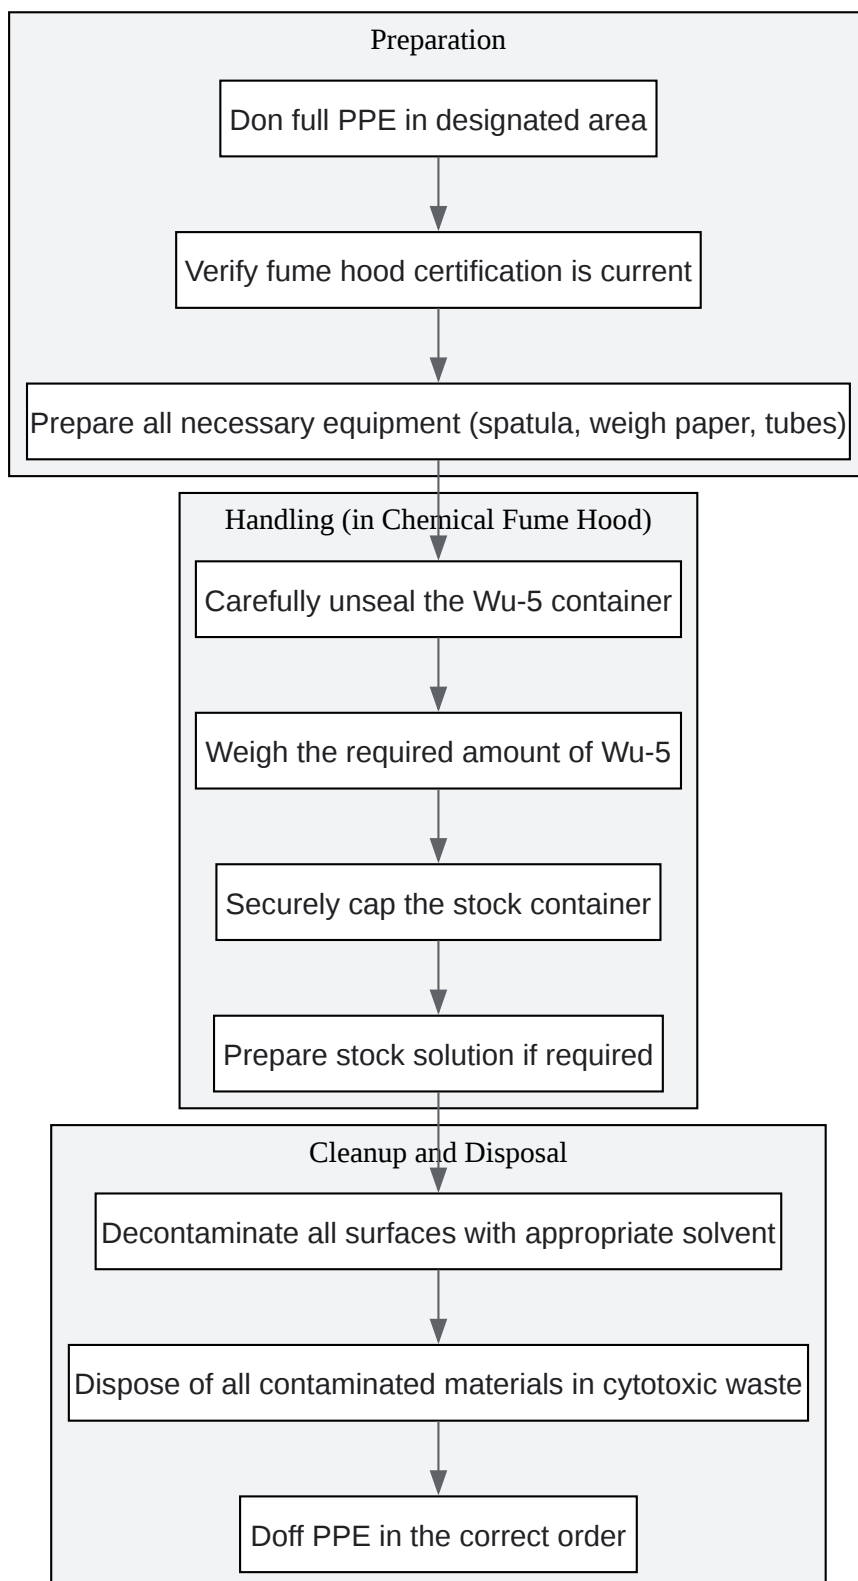 Preparation
Don full PPE in designated area
Verify fume hood certification is current
Prepare all necessary equipment (spatula, weigh paper, tubes)
Handling (in Chemical Fume Hood)
Carefully unseal the Wu-5 container
Weigh the required amount of Wu-5
Securely cap the stock container
Prepare stock solution if required
Cleanup and Disposal
Decontaminate all surfaces with appropriate solvent
Dispose of all contaminated materials in cytotoxic waste
Doff PPE in the correct order